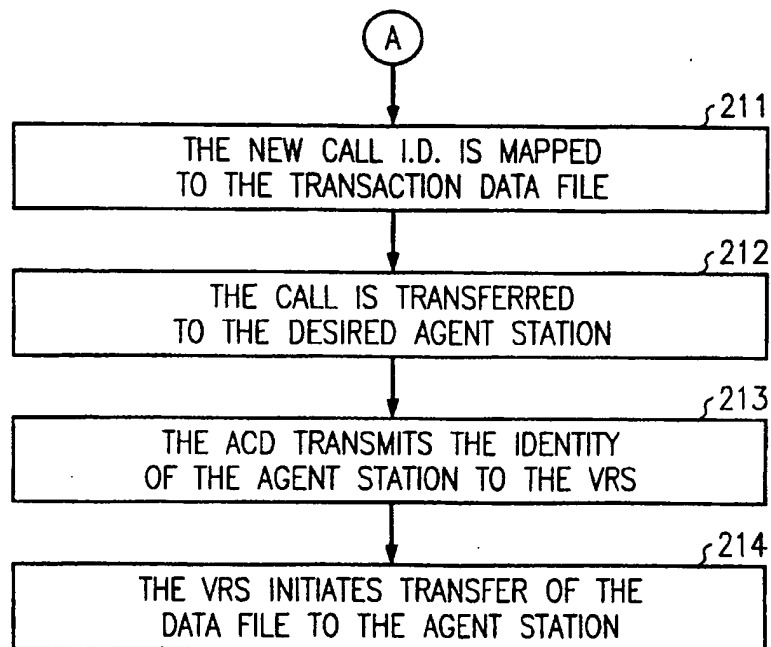 A
211
THE NEW CALL I.D. IS MAPPED
TO THE TRANSACTION DATA FILE
212
THE CALL IS TRANSFERRED
TO THE DESIRED AGENT STATION
213
THE ACD TRANSMITS THE IDENTITY
OF THE AGENT STATION TO THE VRS
214
THE VRS INITIATES TRANSFER OF THE
DATA FILE TO THE AGENT STATION